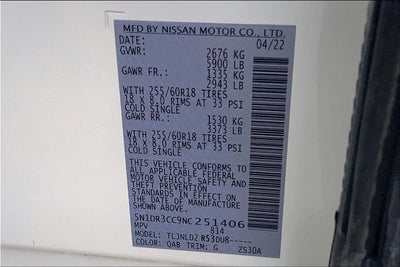 MFD BY NISSAN MOTOR CO., LTD.
DATE: 04/22
GVWR: 2676 KG
5900 LB
GAWR FR.: 1335 KG
2943 LB
WITH 255/60R18 TIRES
18 X 8.0 RIMS AT 33 PSI
COLD SINGLE
GAWR RR.: 1530 KG
3373 LB
WITH 255/60R18 TIRES
18 X 8.0 RIMS AT 33 PSI
COLD SINGLE
THIS VEHICLE CONFORMS TO
ALL APPLICABLE FEDERAL
MOTOR VEHICLE SAFETY AND
THEFT PREVENTION
STANDARDS IN EFFECT ON
THE DATE OF MANUFACTURE
SHOWN ABOVE.
5N1DR3CC9NC251406
MPV 814
MODEL: R53DU8-----
COLOR: QAB TRIM: G 2S30A